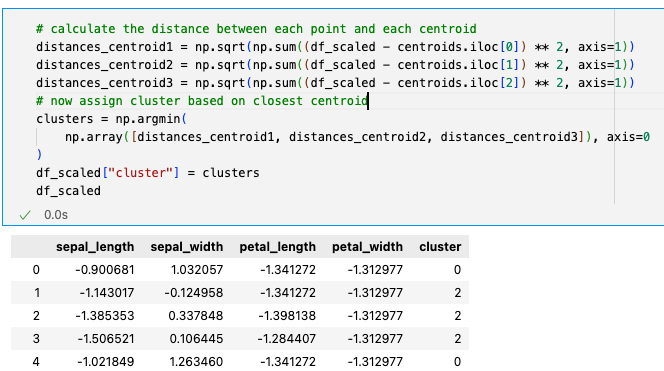 # calculate the distance between each point and each centroid
distances_centroid1 = np.sqrt(np.sum((df_scaled - centroids.iloc[0]) ** 2, axis=1))
distances_centroid2 = np.sqrt(np.sum((df_scaled - centroids.iloc[1]) ** 2, axis=1))
distances_centroid3 = np.sqrt(np.sum((df_scaled - centroids.iloc[2]) ** 2, axis=1))
# now assign cluster based on closest centroid
clusters = np.argmin(
    np.array([distances_centroid1, distances_centroid2, distances_centroid3]), axis=0
)
df_scaled["cluster"] = clusters
df_scaled
✓ 0.0s
sepal_length sepal_width petal_length petal_width cluster
0 -0.900681 1.032057 -1.341272 -1.312977 0
1 -1.143017 -0.124958 -1.341272 -1.312977 2
2 -1.385353 0.337848 -1.398138 -1.312977 2
3 -1.506521 0.106445 -1.284407 -1.312977 2
4 -1.021849 1.263460 -1.341272 -1.312977 0